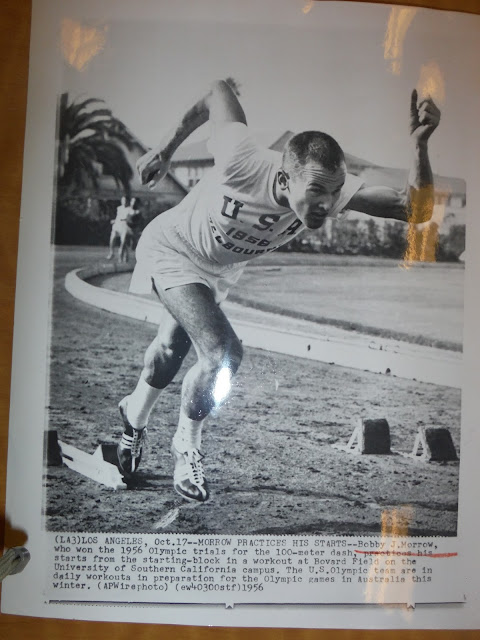 U.S.A
1956
MELBOURNE
(LA3)LOS ANGELES, Oct.17--MORROW PRACTICES HIS STARTS--Bobby J.Morrow,
who won the 1956 Olympic trials for the 100-meter dash, practices his
starts from the starting-block in a workout at Bovard Field on the
University of Southern California campus. The U.S.Olympic team are in
daily workouts in preparation for the Olympic games in Australia this
winter. (APWirephoto) (ew40300stf)1956